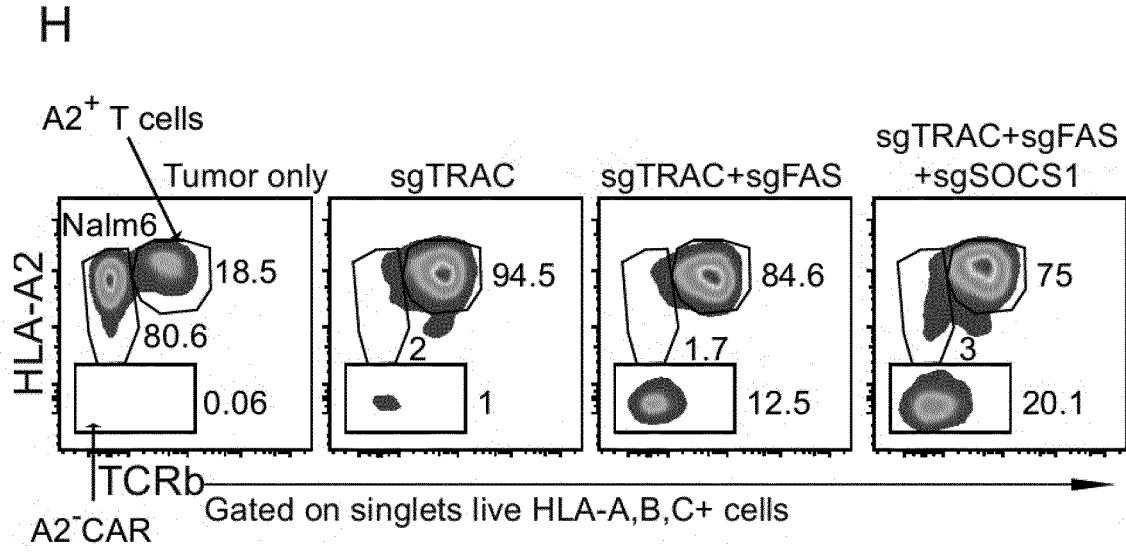 H
A2⁺ T cells
Tumor only
sgTRAC
sgTRAC+sgFAS
sgTRAC+sgFAS
+sgSOCS1
Nalm6
18.5
80.6
0.06
94.5
2
1
84.6
1.7
12.5
75
3
20.1
HLA-A2
TCRb
Gated on singlets live HLA-A,B,C+ cells
A2⁻CAR